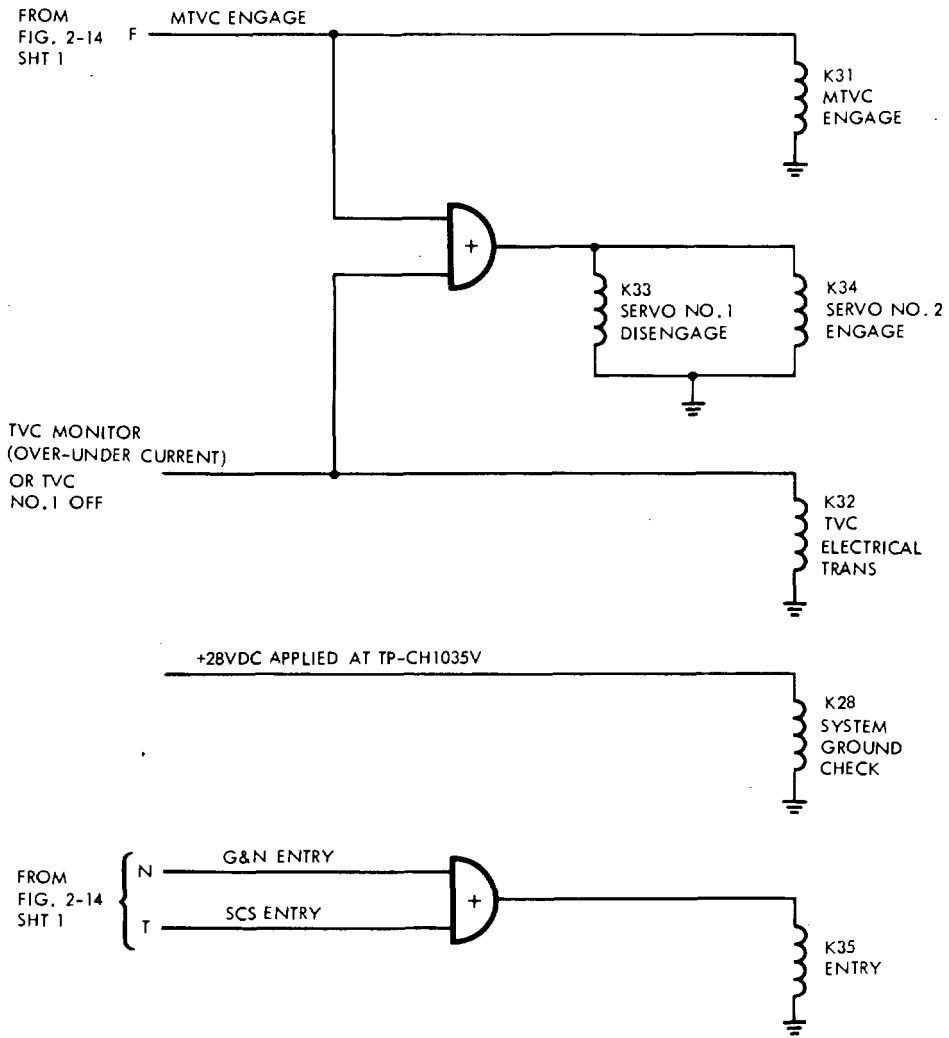 FROM
FIG. 2-14
SHT 1
F
MTVC ENGAGE
K31
MTVC
ENGAGE
+
K33
SERVO NO.1
DISENGAGE
K34
SERVO NO.2
ENGAGE
TVC MONITOR
(OVER-UNDER CURRENT)
OR TVC
NO.1 OFF
K32
TVC
ELECTRICAL
TRANS
+28VDC APPLIED AT TP-CH1035V
K28
SYSTEM
GROUND
CHECK
FROM
FIG. 2-14
SHT 1
N
G&N ENTRY
T
SCS ENTRY
+
K35
ENTRY